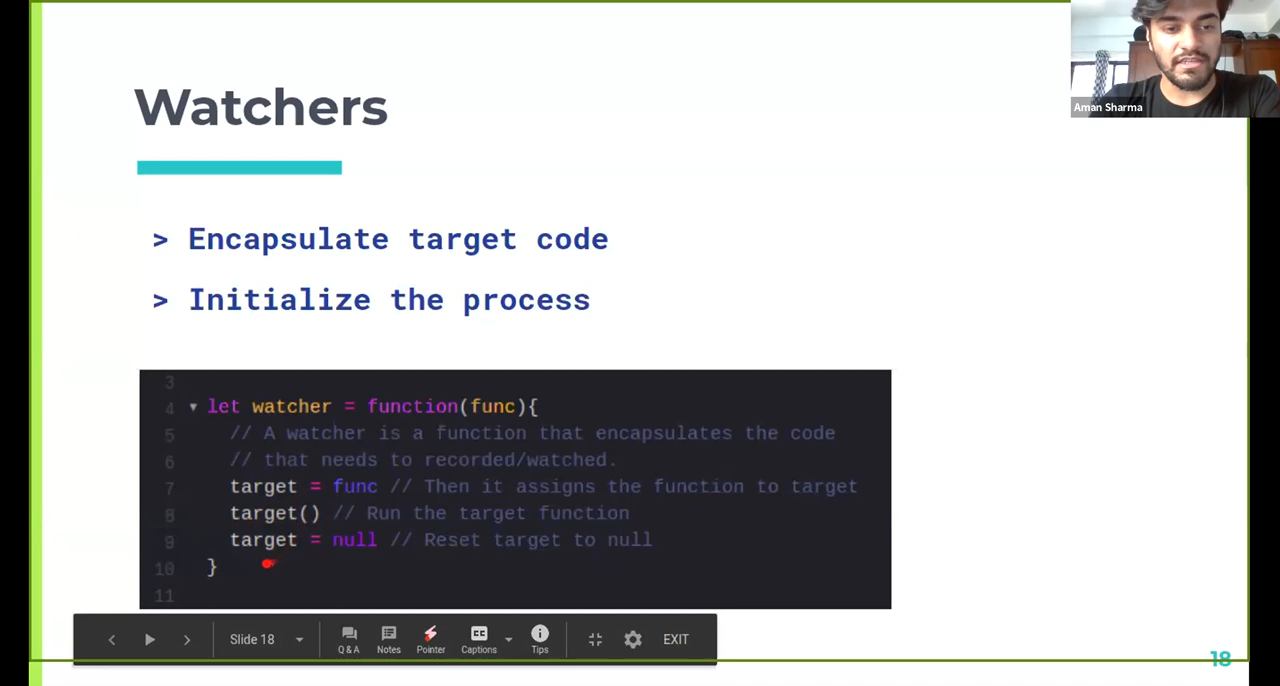 Aman Sharma
Watchers
> Encapsulate target code
> Initialize the process
3
4 ▼ let watcher = function(func){
5 // A watcher is a function that encapsulates the code
6 // that needs to recorded/watched.
7 target = func // Then it assigns the function to target
8 target() // Run the target function
9 target = null // Reset target to null
10 }
11
Slide 18
Q & A
Notes
Pointer
CC
Captions
Tips
EXIT
18